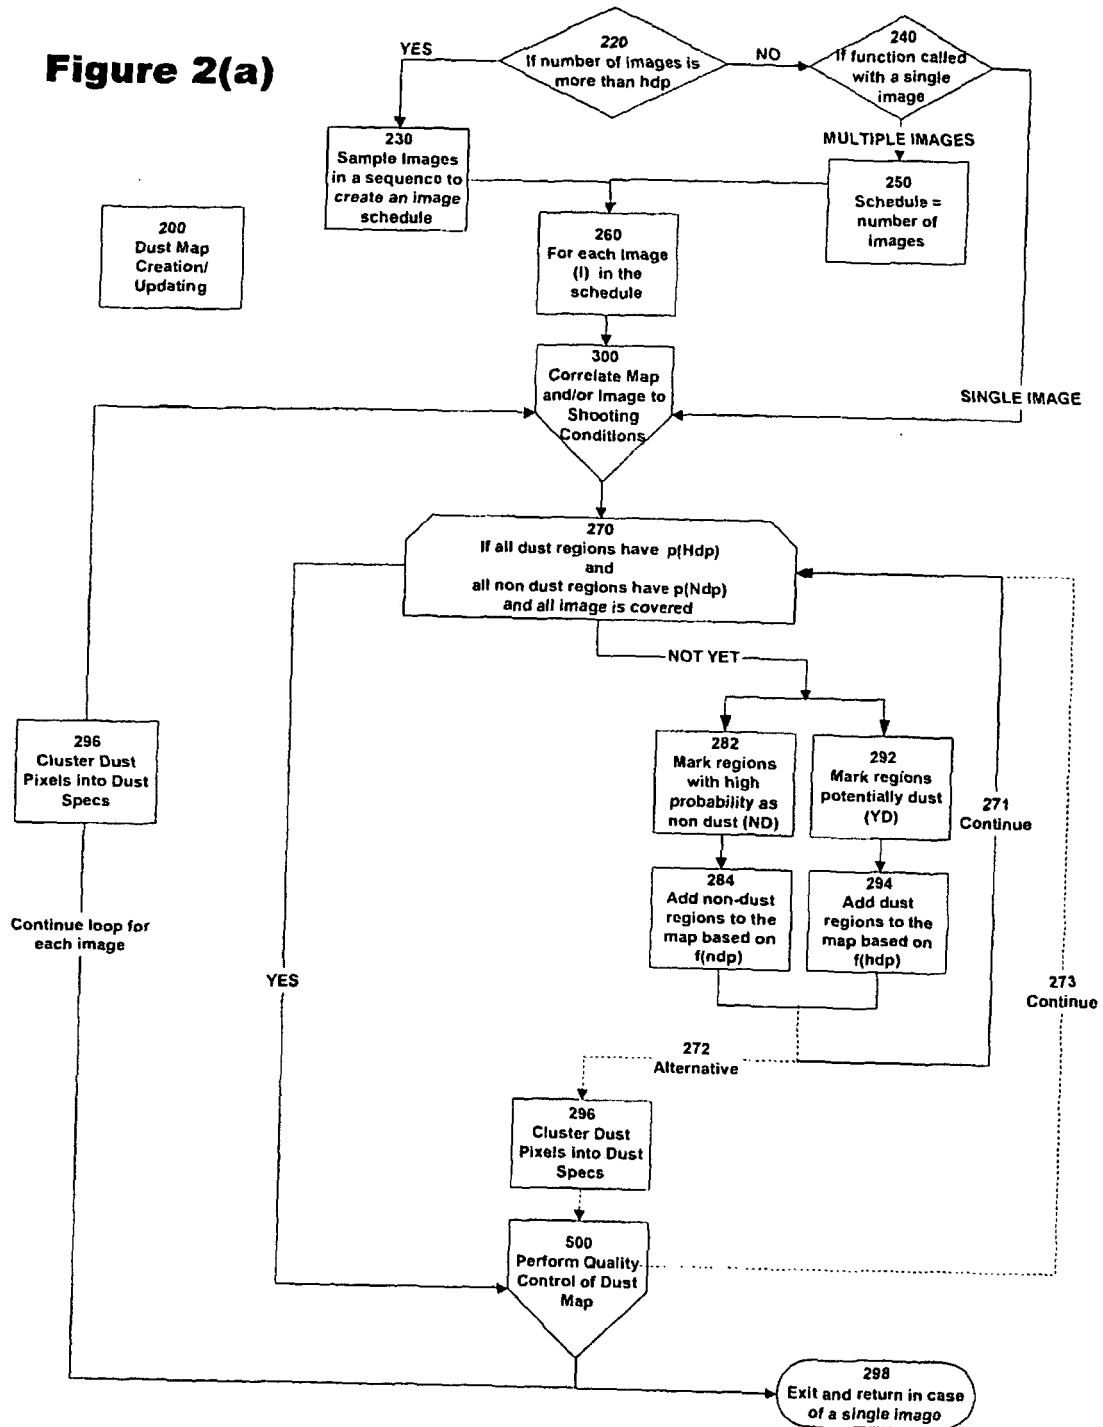 Figure 2(a)
YES
220
If number of images is
more than hdp
NO
240
If function called
with a single
image
MULTIPLE IMAGES
230
Sample Images
in a sequence to
create an image
schedule
250
Schedule =
number of
images
200
Dust Map
Creation/
Updating
260
For each Image
(I) in the
schedule
300
Correlate Map
and/or Image to
Shooting
Conditions
SINGLE IMAGE
270
If all dust regions have p(Hdp)
and
all non dust regions have p(Ndp)
and all image is covered
NOT YET
296
Cluster Dust
Pixels into Dust
Specs
282
Mark regions
with high
probability as
non dust (ND)
292
Mark regions
potentially dust
(YD)
271
Continue
284
Add non-dust
regions to the
map based on
f(ndp)
294
Add dust
regions to the
map based on
f(hdp)
Continue loop for
each image
YES
273
Continue
272
Alternative
296
Cluster Dust
Pixels into Dust
Specs
500
Perform Quality
Control of Dust
Map
298
Exit and return in case
of a single image